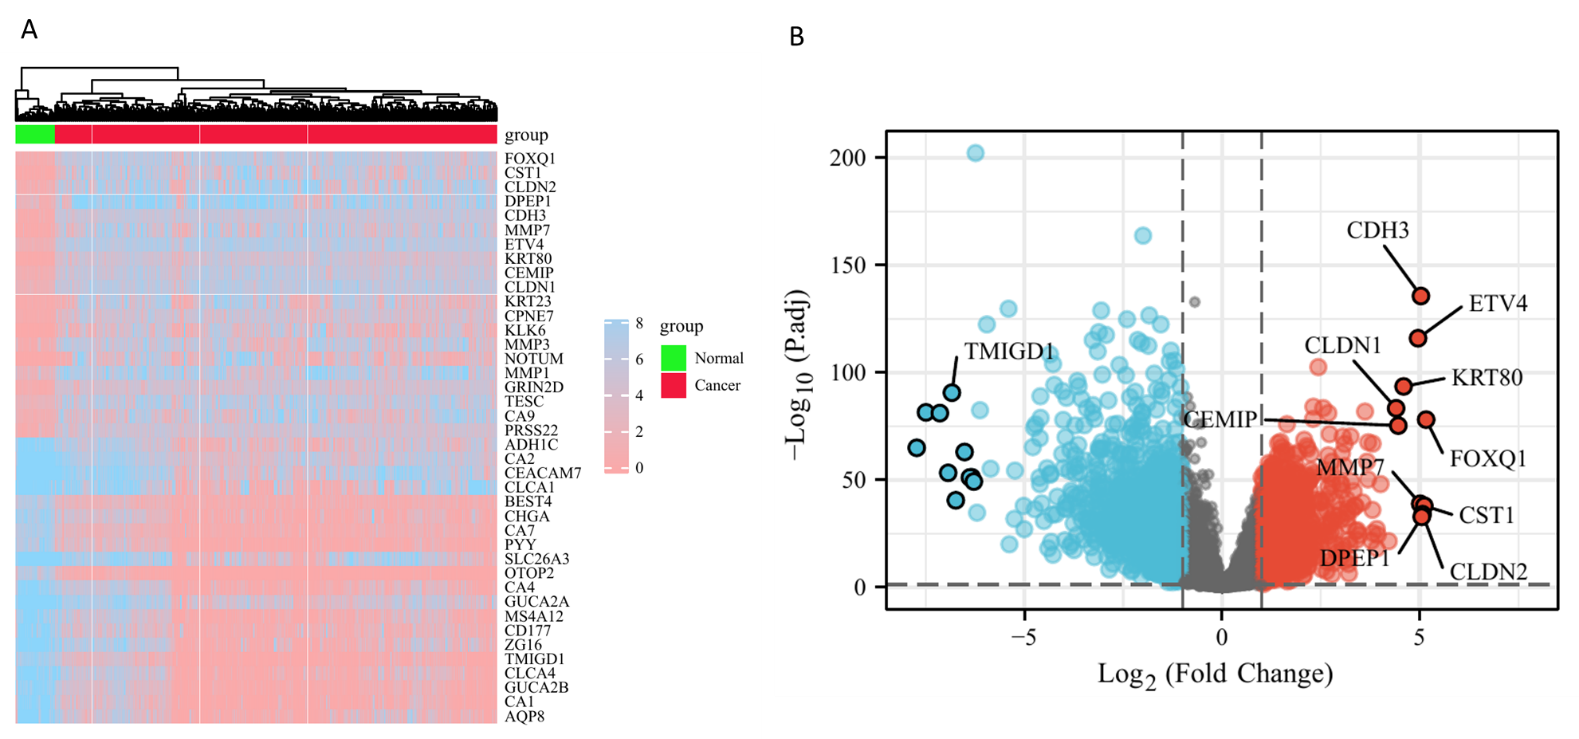 A
B
group
FOXQ1
CST1
CLDN2
DPEP1
CDH3
MMP7
ETV4
KRT80
CEMIP
CLDN1
KRT23
CPNE7
KLK6
MMP3
NOTUM
MMP1
GRIN2D
TESC
CA9
PRSS22
ADH1C
CA2
CEACAM7
CLCA1
BEST4
CHGA
CA7
PYY
SLC26A3
OTOP2
CA4
GUCA2A
MS4A12
CD177
ZG16
TMIGD1
CLCA4
GUCA2B
CA1
AQP8
8
6
4
2
0
group
Normal
Cancer
−Log10 (P.adj)
200
150
100
50
0
CDH3
ETV4
CLDN1
TMIGD1
KRT80
CEMIP
FOXQ1
MMP7
CST1
DPEP1
CLDN2
−5
0
5
Log2 (Fold Change)